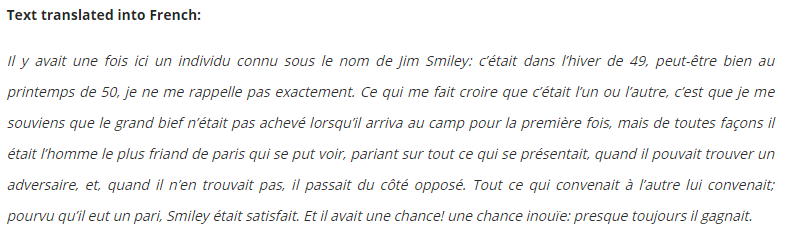 Text translated into French:
Il y avait une fois ici un individu connu sous le nom de Jim Smiley: c’était dans l’hiver de 49, peut-être bien au
printemps de 50, je ne me rappelle pas exactement. Ce qui me fait croire que c’était l’un ou l’autre, c’est que je me
souviens que le grand bief n’était pas achevé lorsqu’il arriva au camp pour la première fois, mais de toutes façons il
était l’homme le plus friand de paris qui se put voir, pariant sur tout ce qui se présentait, quand il pouvait trouver un
adversaire, et, quand il n’en trouvait pas, il passait du côté opposé. Tout ce qui convenait à l’autre lui convenait;
pourvu qu’il eut un pari, Smiley était satisfait. Et il avait une chance! une chance inouïe: presque toujours il gagnait.